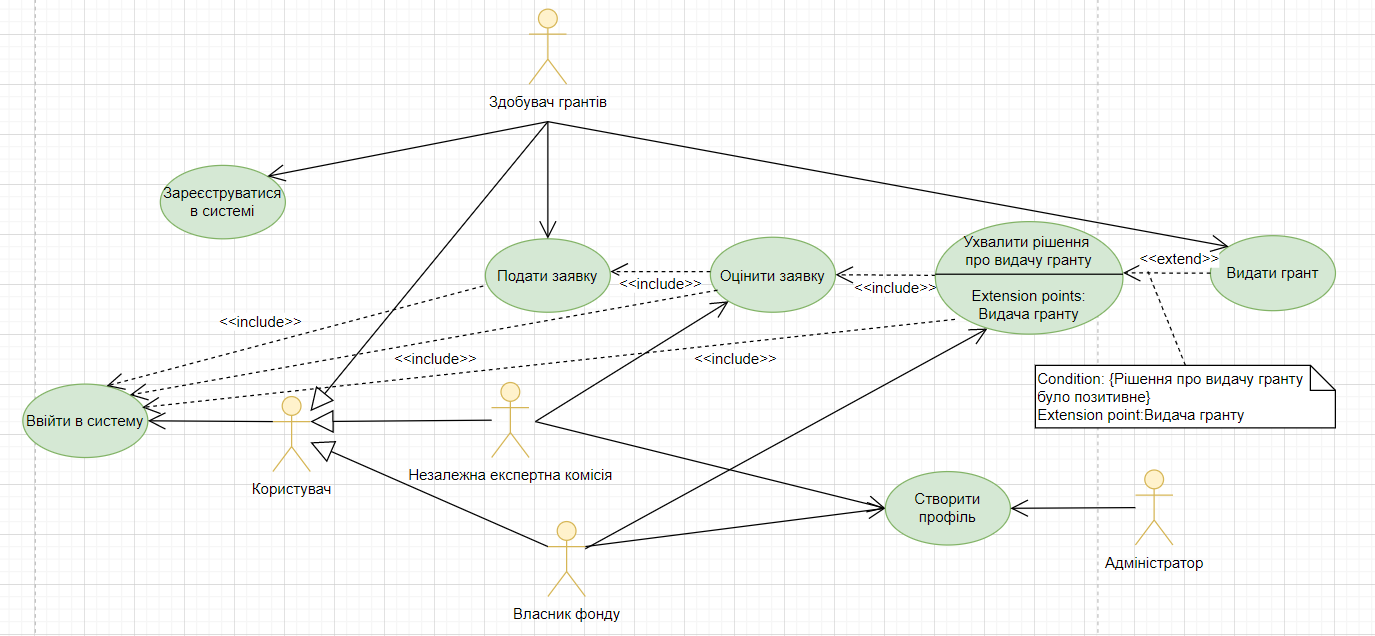 Здобувач грантів
Зареєструватися
в системі
Ухвалити рішення
про видачу гранту
Extension points:
Видача гранту
<<extend>>
Видати грант
Подати заявку
<<include>>
Оцінити заявку
<<include>>
<<include>>
<<include>>
<<include>>
Condition: {Рішення про видачу гранту
було позитивне}
Extension point:Видача гранту
Ввійти в систему
Користувач
Незалежна експертна комісія
Створити
профіль
Адміністратор
Власник фонду